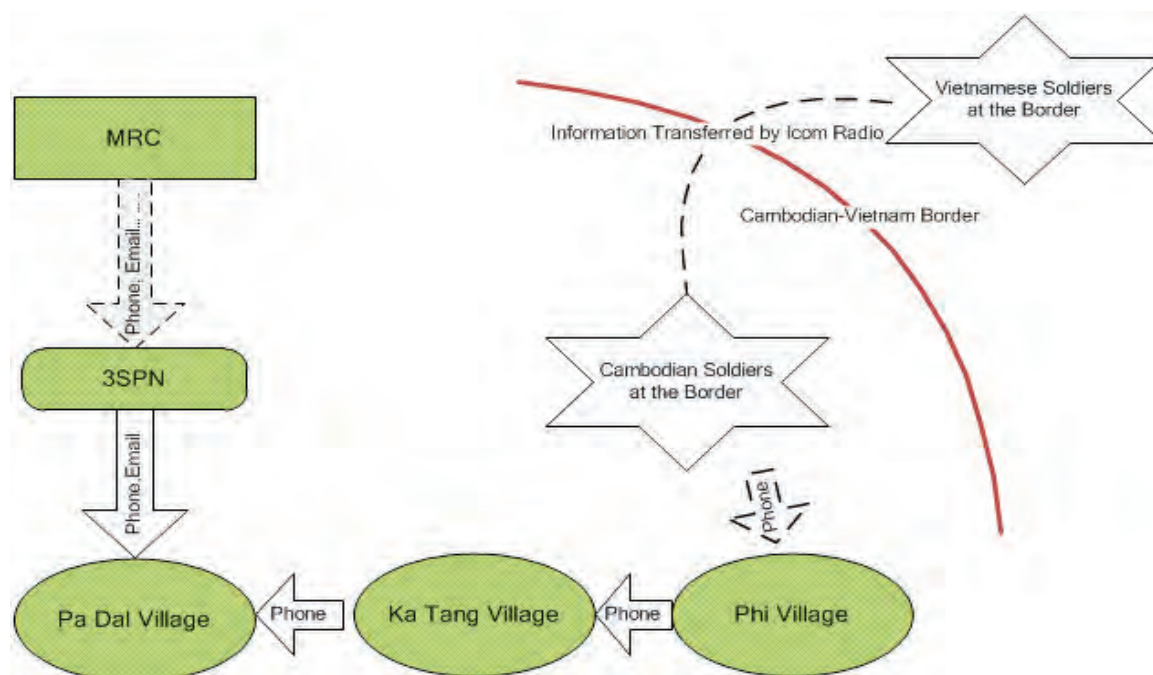 Vietnamese Soldiers
at the Border
MRC
Information Transferred by Icom Radio
Cambodian-Vietnam Border
Phone, Email... ...
3SPN
Cambodian Soldiers
at the Border
Phone,Email
Phone
Pa Dal Village
Phone
Ka Tang Village
Phone
Phi Village